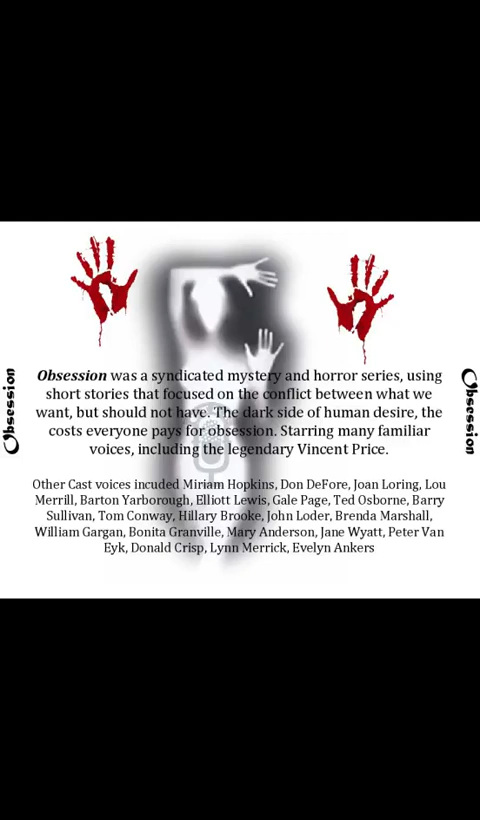 Obsession
Obsession
Obsession was a syndicated mystery and horror series, using
short stories that focused on the conflict between what we
want, but should not have. The dark side of human desire, the
costs everyone pays for obsession. Starring many familiar
voices, including the legendary Vincent Price.
Other Cast voices incuded Miriam Hopkins, Don DeFore, Joan Loring, Lou
Merrill, Barton Yarborough, Elliott Lewis, Gale Page, Ted Osborne, Barry
Sullivan, Tom Conway, Hillary Brooke, John Loder, Brenda Marshall,
William Gargan, Bonita Granville, Mary Anderson, Jane Wyatt, Peter Van
Eyk, Donald Crisp, Lynn Merrick, Evelyn Ankers